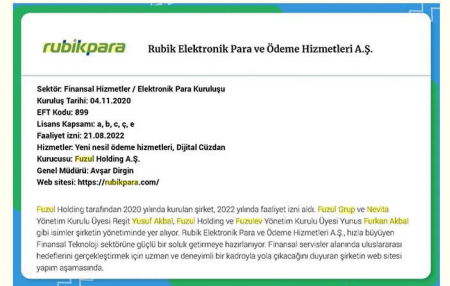 rubikpara
Rubik Elektronik Para ve Ödeme Hizmetleri A.Ş.
Sektör: Finansal Hizmetler / Elektronik Para Kuruluşu
Kuruluş Tarihi: 04.11.2020
EFT Kodu: 899
Lisans Kapsamı: a, b, c, ç, e
Faaliyet izni: 21.08.2022
Hizmetler: Yeni nesil ödeme hizmetleri, Dijital Cüzdan
Kurucusu: Fuzul Holding A.Ş.
Genel Müdürü: Avşar Dirgin
Web sitesi: https://rubikpara.com/
Fuzul Holding tarafından 2020 yılında kurulan şirket, 2022 yılında faaliyet izni aldı. Fuzul Grup ve Nevita
Yönetim Kurulu Üyesi Reşit Yusuf Akbal, Fuzul Holding ve Fuzulev Yönetim Kurulu Üyesi Yunus Furkan Akbal
gibi isimler şirketin yönetiminde yer alıyor. Rubik Elektronik Para ve Ödeme Hizmetleri A.Ş., hızla büyüyen
Finansal Teknoloji sektörüne güçlü bir soluk getirmeye hazırlanıyor. Finansal servisler alanında uluslararası
hedeflerini gerçekleştirmek için uzman ve deneyimli bir kadroyla yola çıkacağını duyuran şirketin web sitesi
yapım aşamasında.